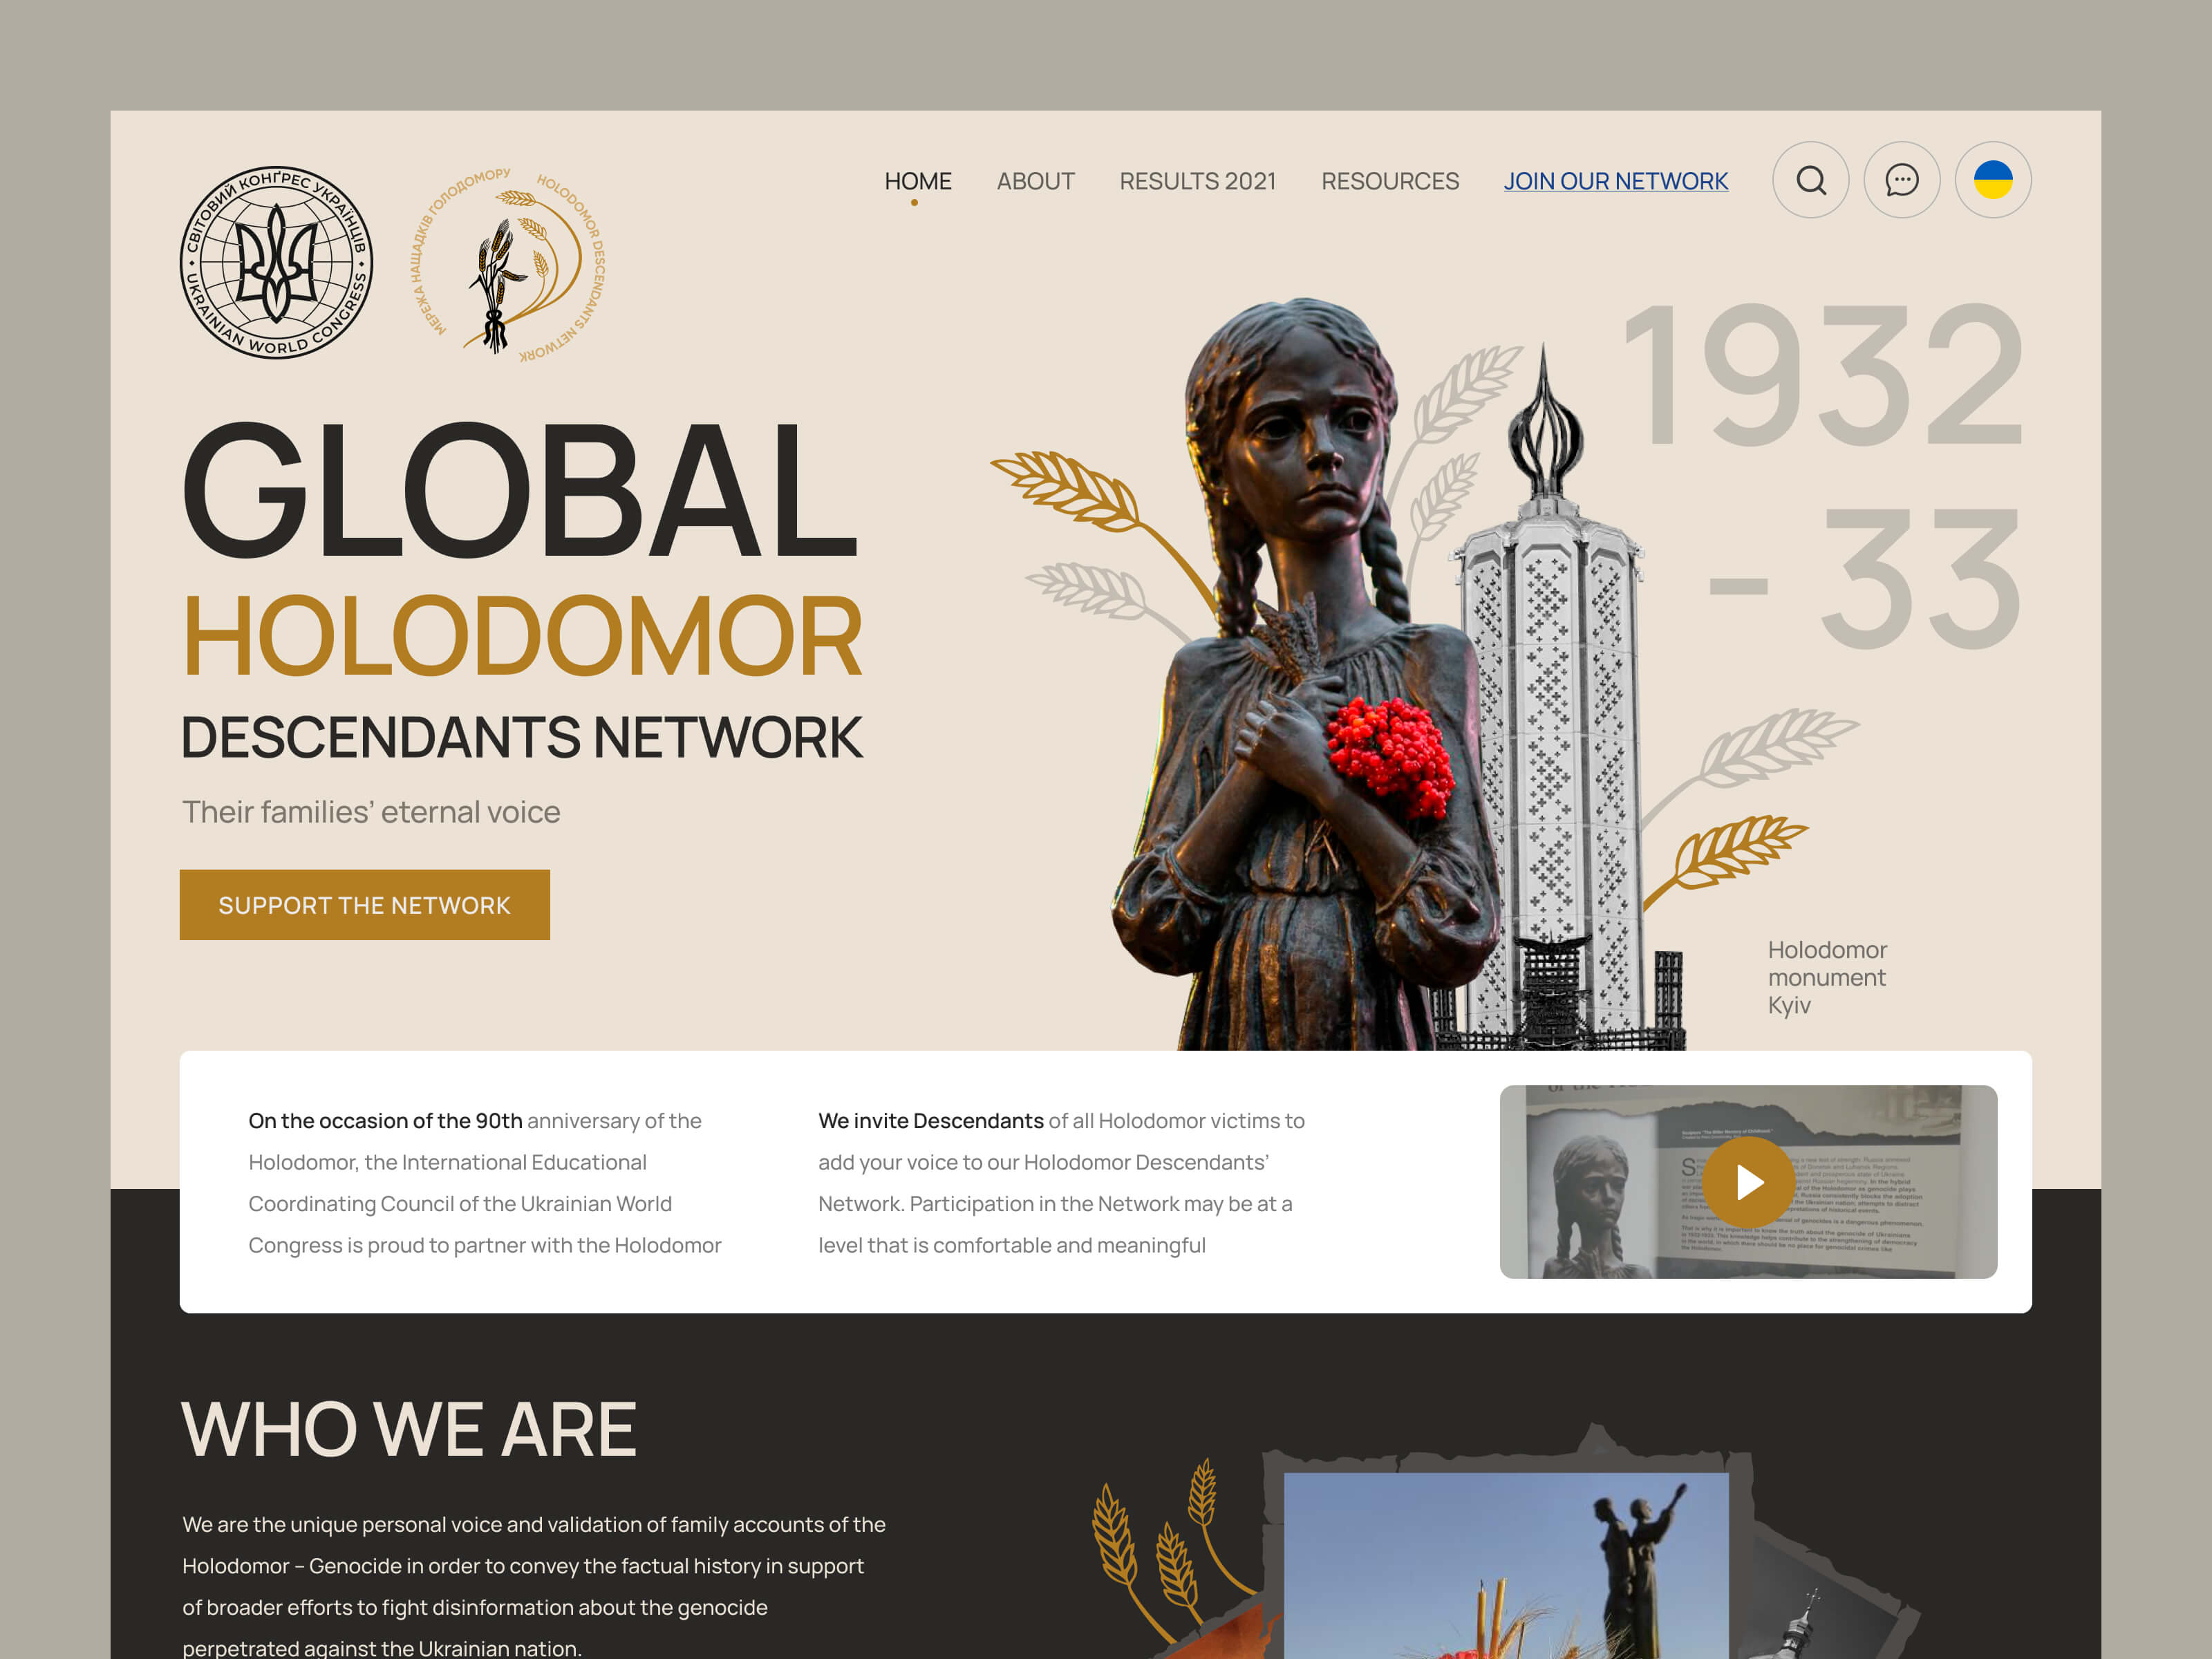 СВІТОВИЙ КОНҐРЕС УКРАЇНЦІВ
UKRAINIAN WORLD CONGRESS
МЕРЕЖА НАЩАДКІВ ГОЛОДОМОРУ
HOLODOMOR DESCENDANTS NETWORK
HOME
ABOUT
RESULTS 2021
RESOURCES
JOIN OUR NETWORK
GLOBAL
HOLODOMOR
DESCENDANTS NETWORK
Their families’ eternal voice
SUPPORT THE NETWORK
1932
- 33
Holodomor
monument
Kyiv
On the occasion of the 90th anniversary of the
Holodomor, the International Educational
Coordinating Council of the Ukrainian World
Congress is proud to partner with the Holodomor
We invite Descendants of all Holodomor victims to
add your voice to our Holodomor Descendants’
Network. Participation in the Network may be at a
level that is comfortable and meaningful
WHO WE ARE
We are the unique personal voice and validation of family accounts of the
Holodomor – Genocide in order to convey the factual history in support
of broader efforts to fight disinformation about the genocide
perpetrated against the Ukrainian nation.